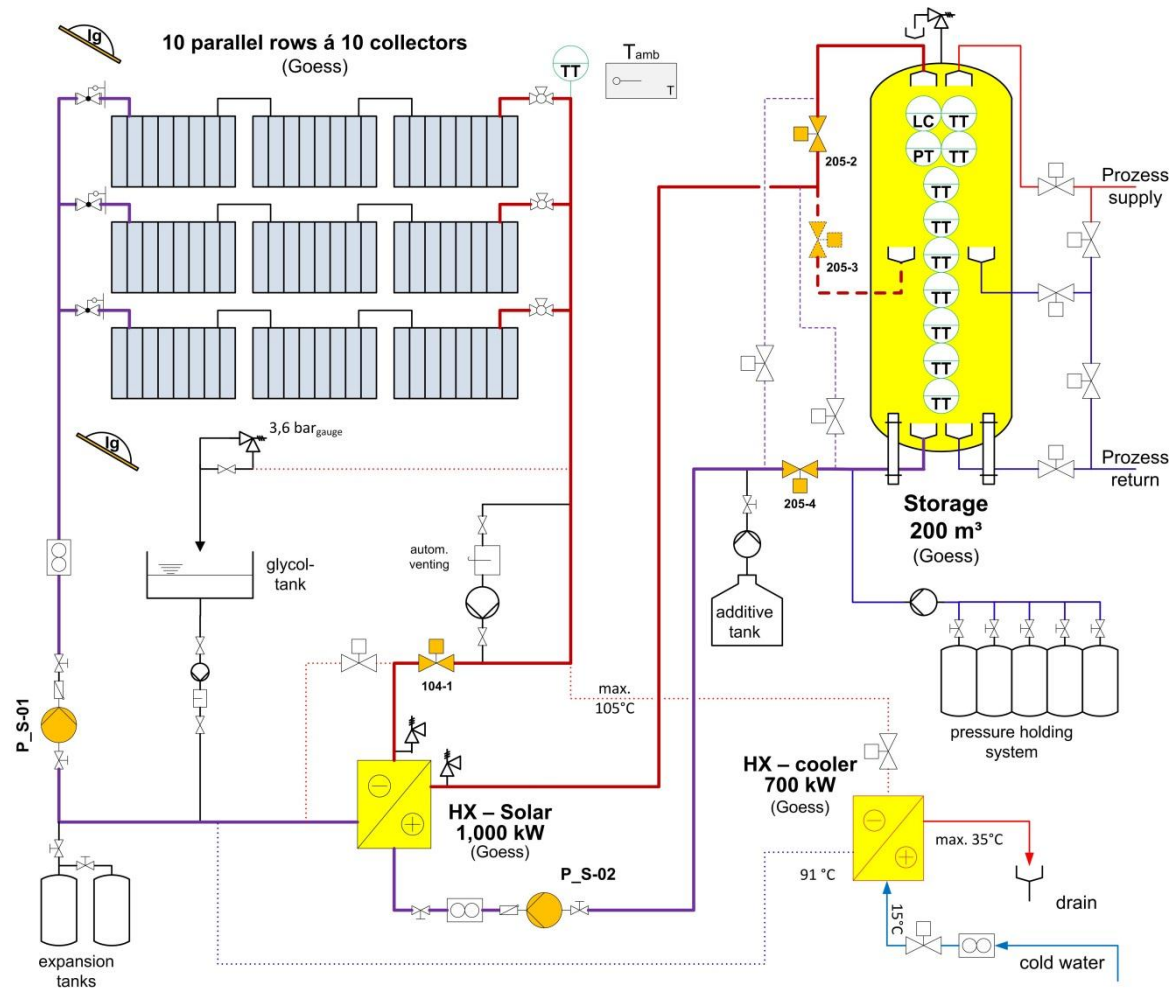 Ig
10 parallel rows á 10 collectors
(Goess)
TT
Tamb
T
LC
TT
PT
TT
TT
TT
TT
TT
TT
TT
TT
205-2
205-3
Prozess
supply
Ig
3,6 bar gauge
Prozess
return
205-4
Storage
200 m³
(Goess)
glycol-
tank
autom.
venting
additive
tank
104-1
max.
105°C
P_S-01
pressure holding
system
HX – cooler
700 kW
(Goess)
HX – Solar
1,000 kW
(Goess)
max. 35°C
91 °C
P_S-02
15°C
drain
cold water
expansion
tanks